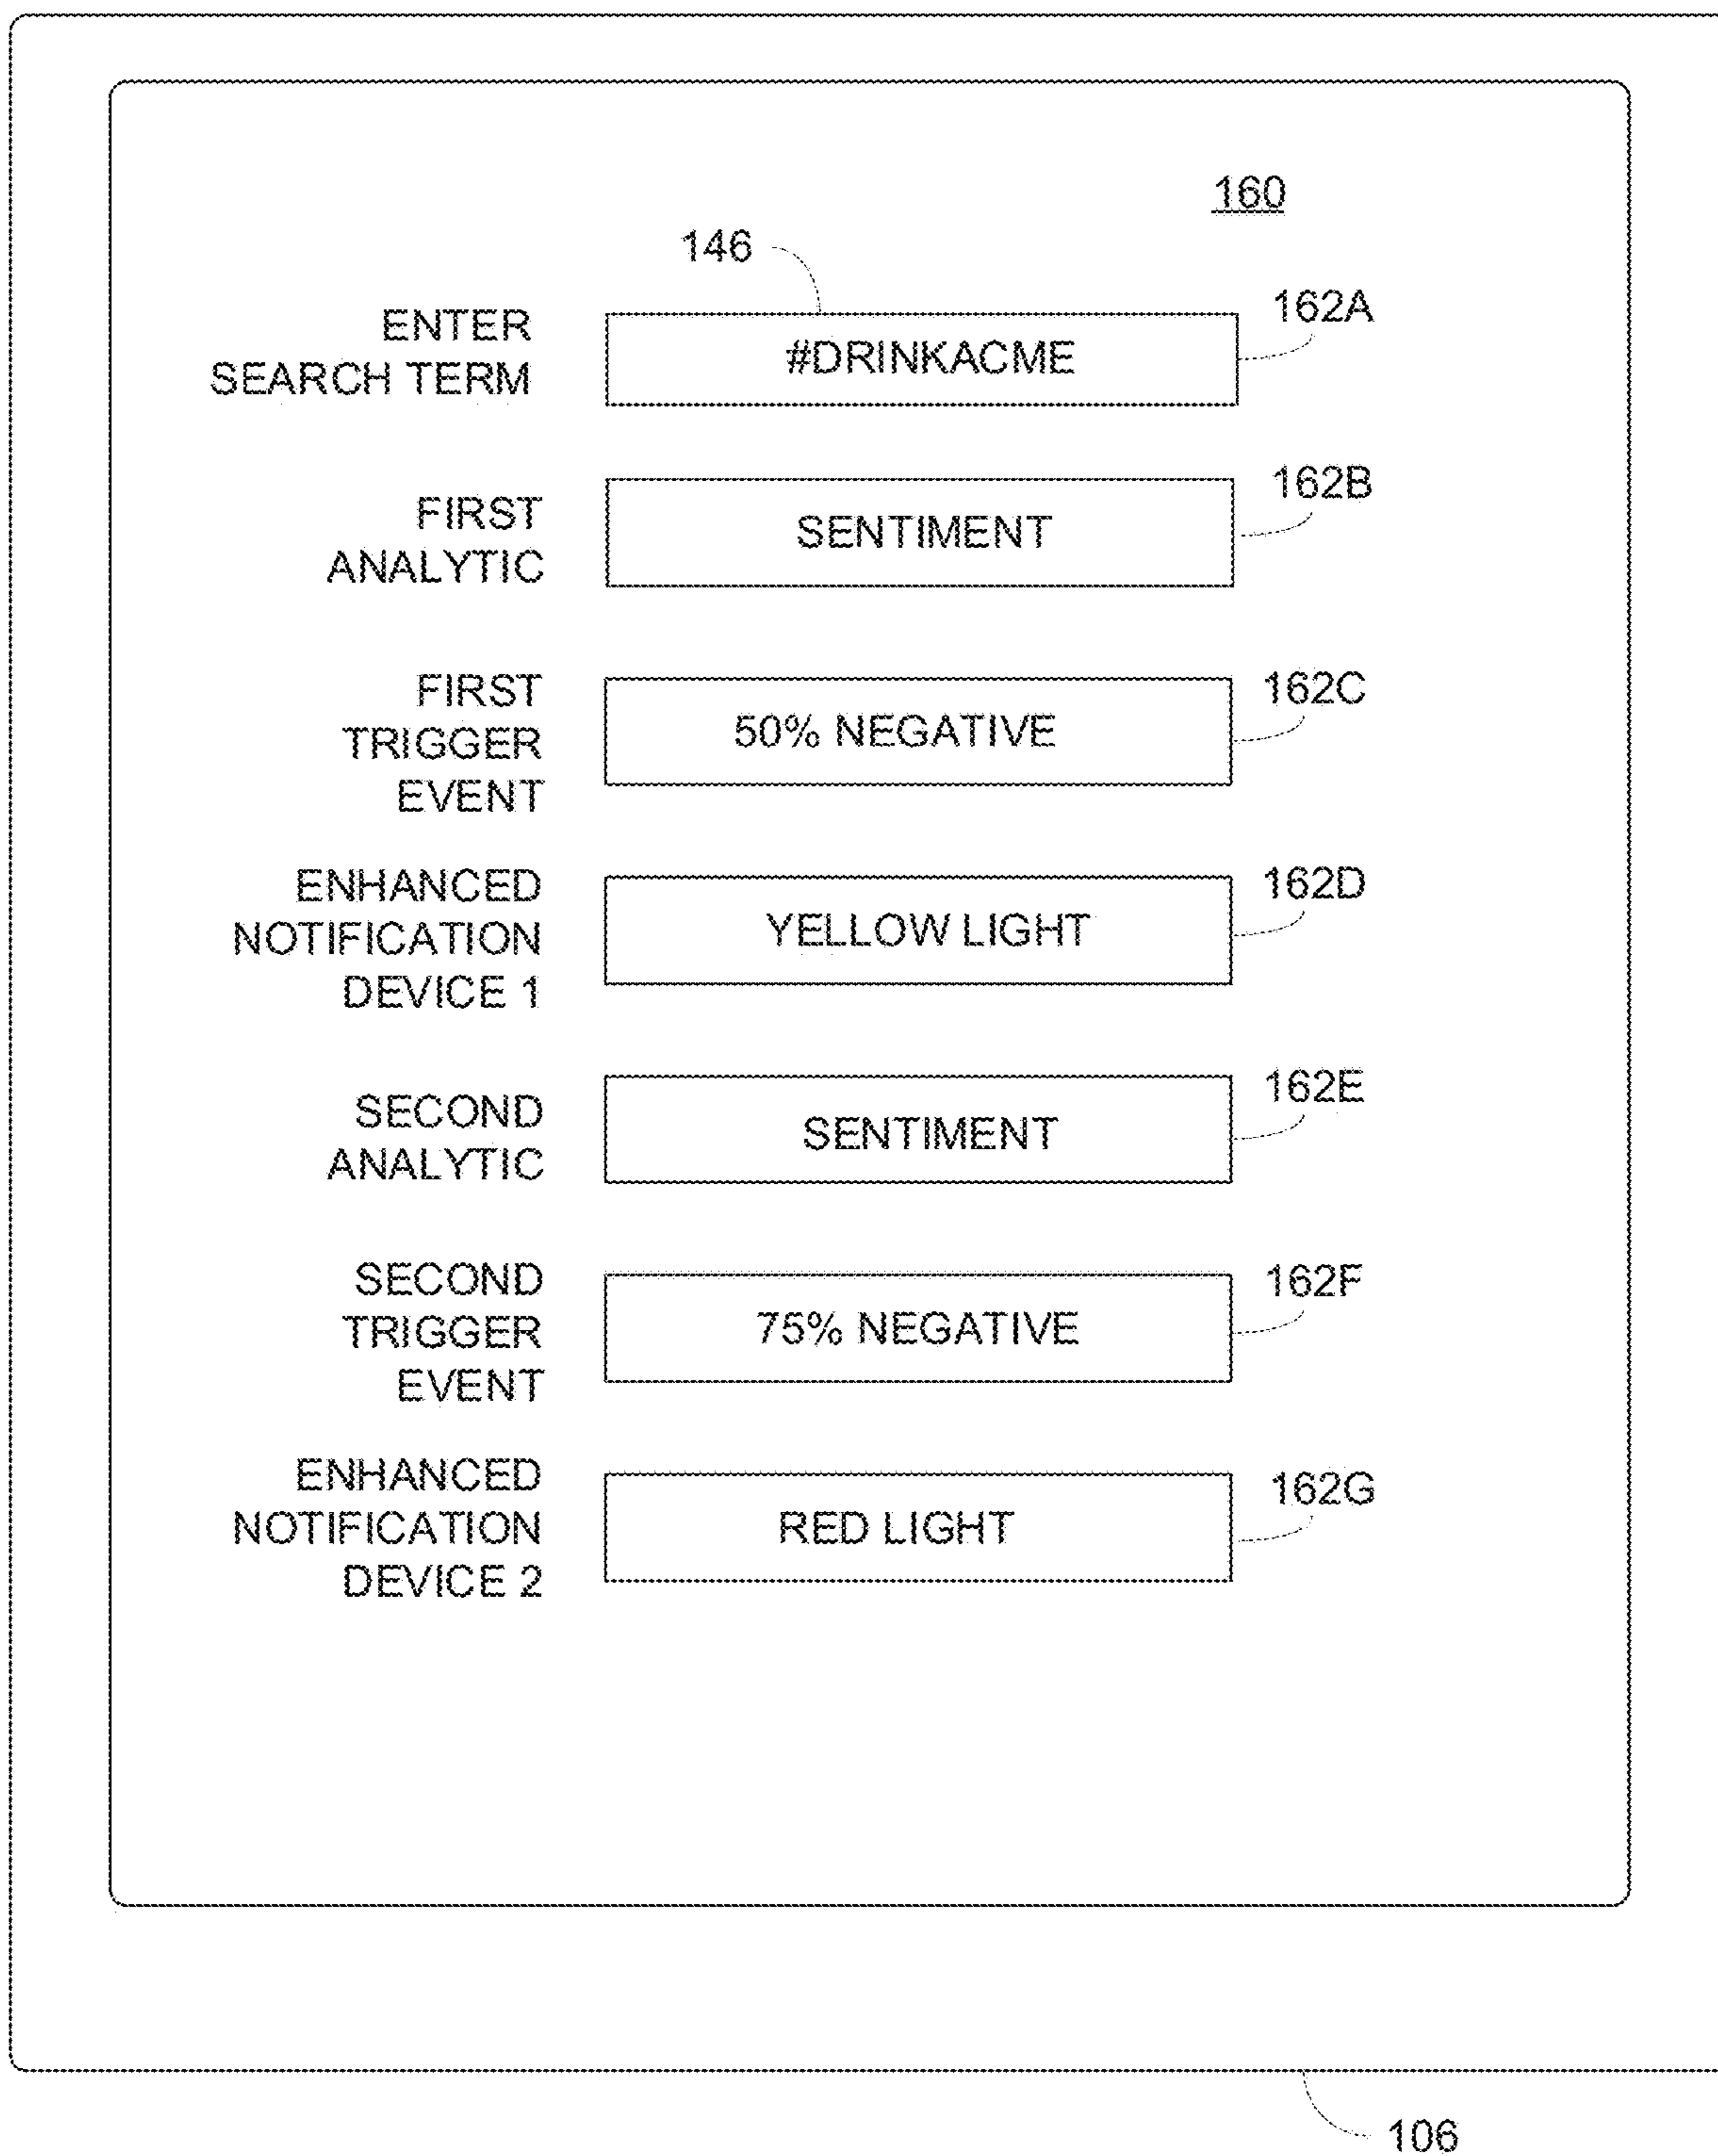 160
146
ENTER
SEARCH TERM
#DRINKACME
162A
FIRST
ANALYTIC
SENTIMENT
162B
FIRST
TRIGGER
EVENT
50% NEGATIVE
162C
ENHANCED
NOTIFICATION
DEVICE 1
YELLOW LIGHT
162D
SECOND
ANALYTIC
SENTIMENT
162E
SECOND
TRIGGER
EVENT
75% NEGATIVE
162F
ENHANCED
NOTIFICATION
DEVICE 2
RED LIGHT
162G
106